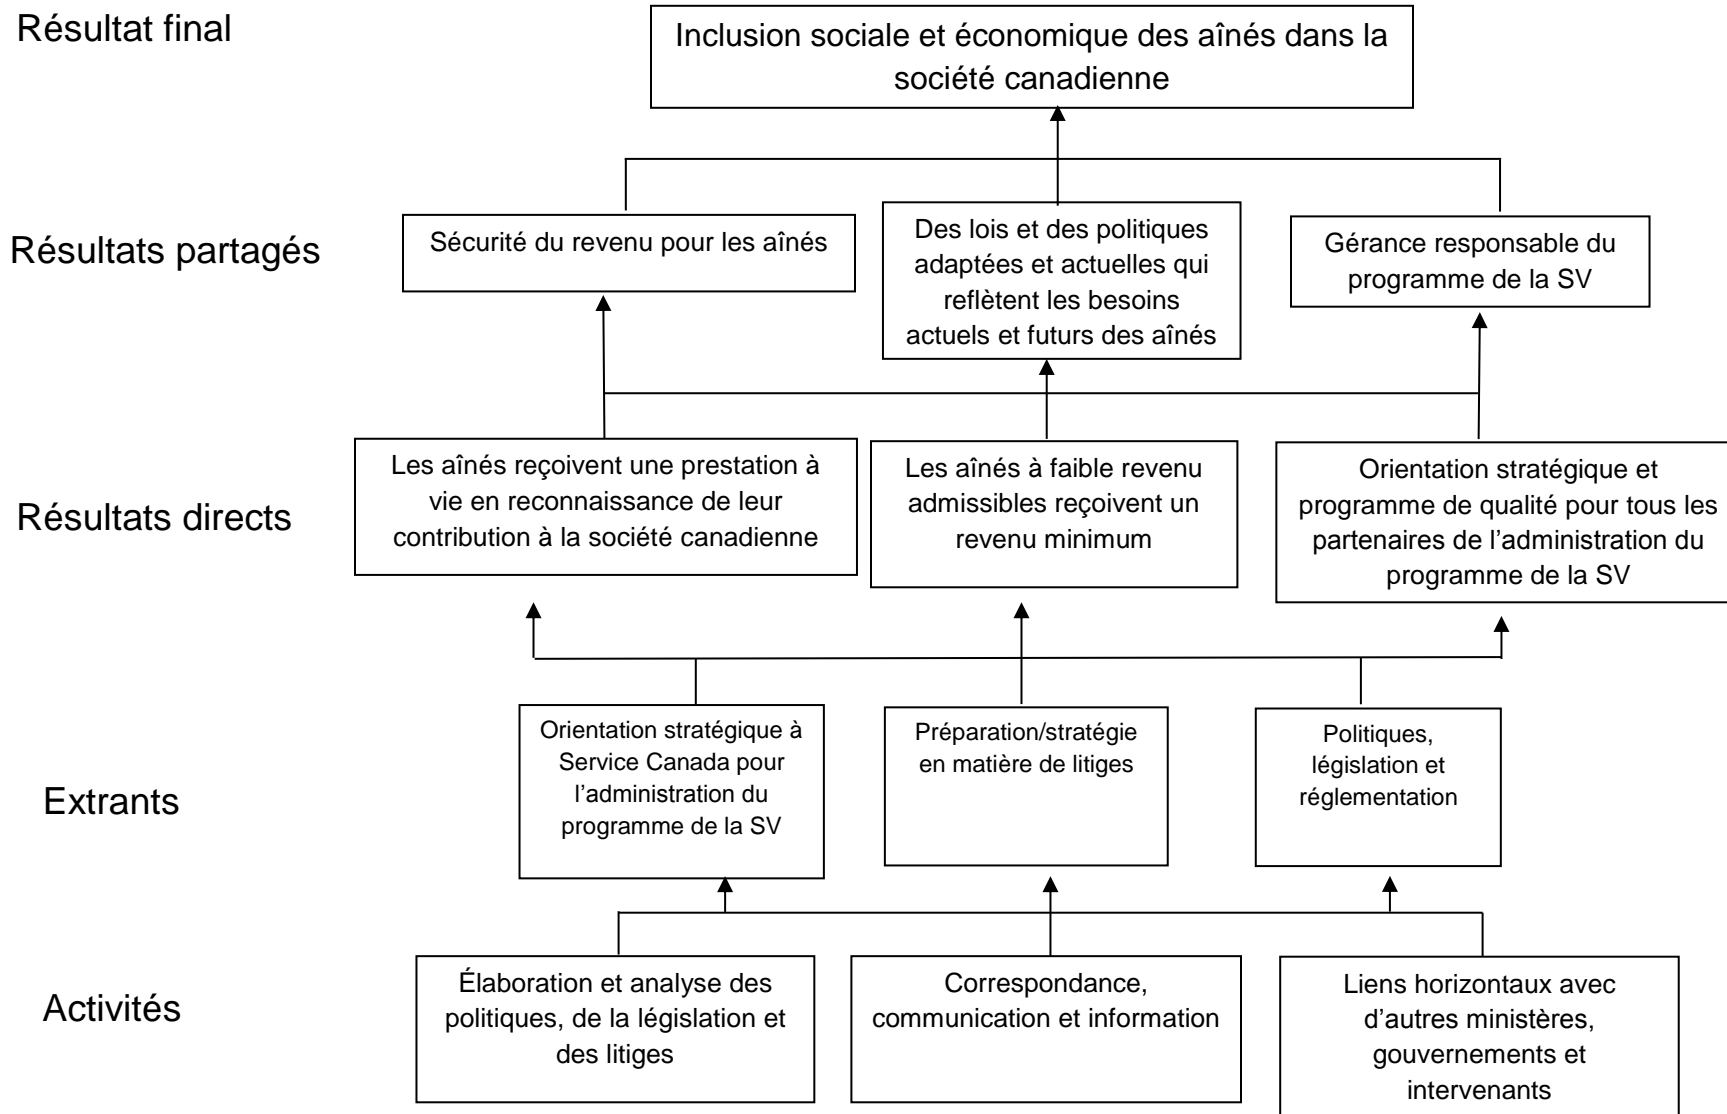 Résultat final
Inclusion sociale et économique des aînés dans la
société canadienne
Résultats partagés
Sécurité du revenu pour les aînés
Des lois et des politiques
adaptées et actuelles qui
reflètent les besoins
actuels et futurs des aînés
Gérance responsable du
programme de la SV
Résultats directs
Les aînés reçoivent une prestation à
vie en reconnaissance de leur
contribution à la société canadienne
Les aînés à faible revenu
admissibles reçoivent un
revenu minimum
Orientation stratégique et
programme de qualité pour tous les
partenaires de l’administration du
programme de la SV
Extrants
Orientation stratégique à
Service Canada pour
l’administration du
programme de la SV
Préparation/stratégie
en matière de litiges
Politiques,
législation et
réglementation
Activités
Élaboration et analyse des
politiques, de la législation et
des litiges
Correspondance,
communication et information
Liens horizontaux avec
d’autres ministères,
gouvernements et
intervenants